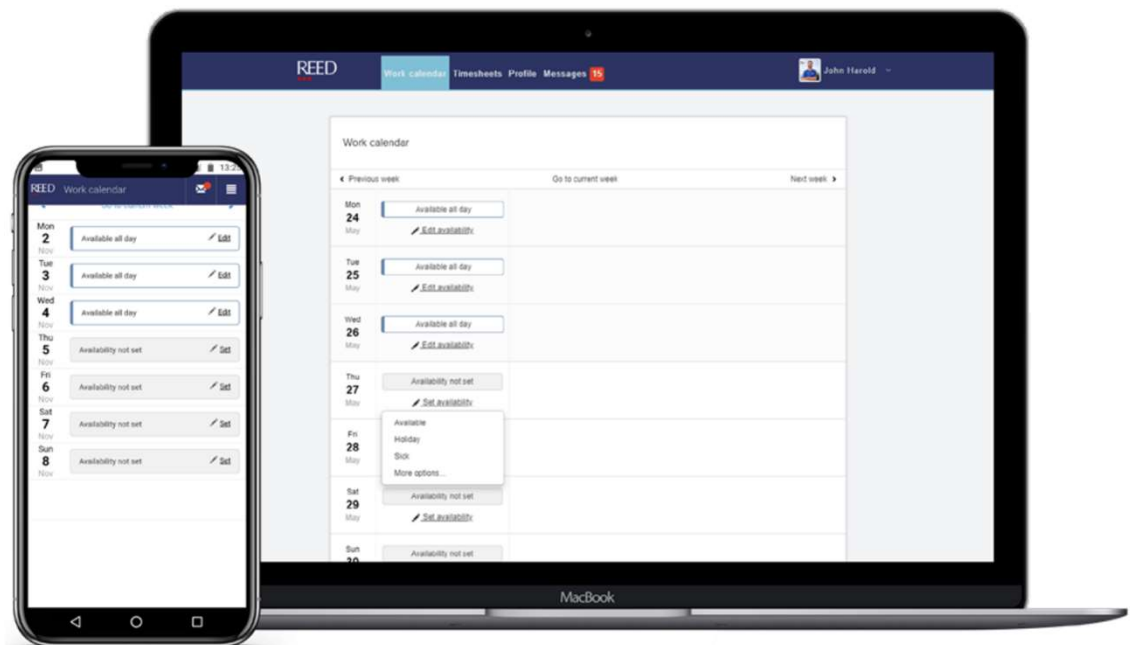 REED
Work calendar Timesheets Profile Messages 15
John Harold
Work calendar
Previous week Go to current week Next week
Mon
24
May
Available all day
Edit availability
Tue
25
May
Available all day
Edit availability
Wed
26
May
Available all day
Edit availability
Thu
27
May
Availability not set
Set availability
Available
Holiday
Sick
More options...
Fri
28
May
Sat
29
May
Availability not set
Set availability
Sun
30
Availability not set
MacBook
REED Work calendar
Go to current week
Mon
2
Nov
Available all day Edit
Tue
3
Nov
Available all day Edit
Wed
4
Nov
Available all day Edit
Thu
5
Nov
Availability not set Set
Fri
6
Nov
Availability not set Set
Sat
7
Nov
Availability not set Set
Sun
8
Nov
Availability not set Set